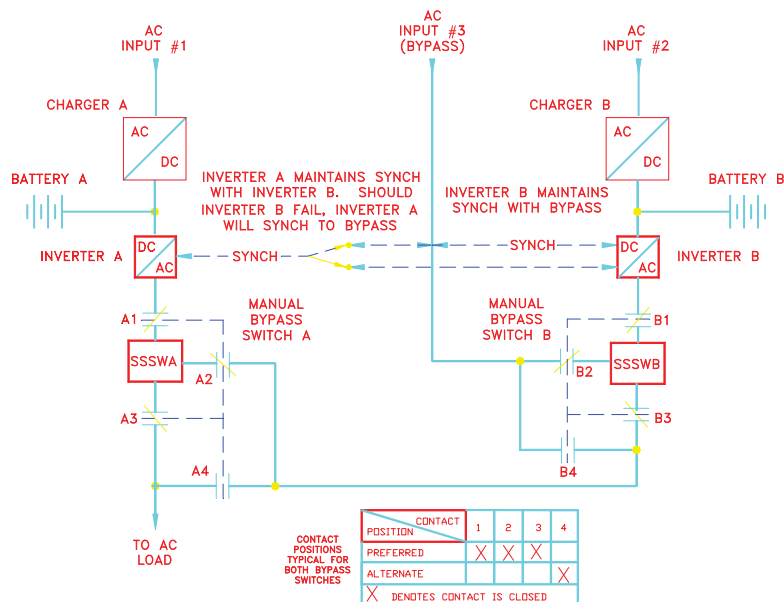 AC
INPUT #1
AC
INPUT #3
(BYPASS)
AC
INPUT #2
CHARGER A
CHARGER B
AC
DC
AC
DC
BATTERY A
BATTERY B
INVERTER A MAINTAINS SYNCH
WITH INVERTER B. SHOULD
INVERTER B FAIL, INVERTER A
WILL SYNCH TO BYPASS
INVERTER B MAINTAINS
SYNCH WITH BYPASS
INVERTER A
DC
AC
SYNCH
SYNCH
DC
AC
INVERTER B
A1
MANUAL
BYPASS
SWITCH A
MANUAL
BYPASS
SWITCH B
B1
SSSWA
A2
B2
SSSWB
A3
B3
A4
B4
TO AC
LOAD
CONTACT
POSITIONS
TYPICAL FOR
BOTH BYPASS
SWITCHES
CONTACT
POSITION
1 2 3 4
PREFERRED X X X
ALTERNATE X
X DENOTES CONTACT IS CLOSED